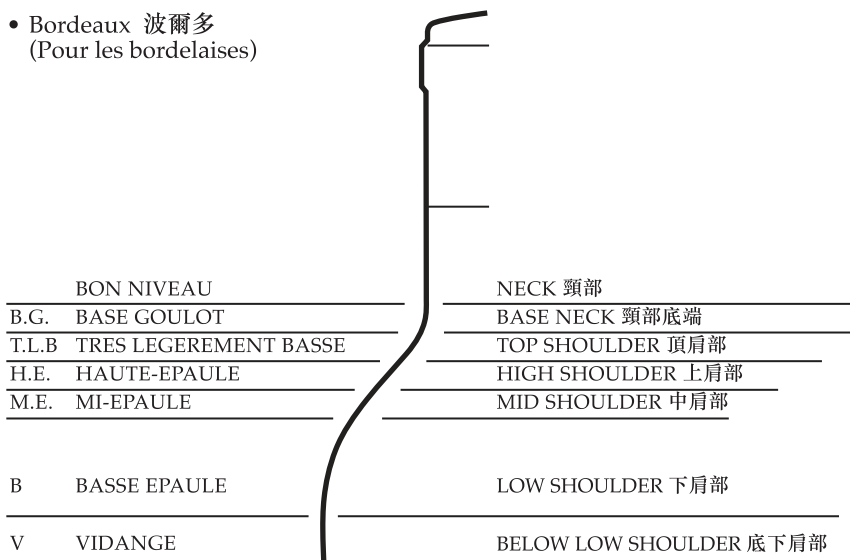 • Bordeaux 波爾多
(Pour les bordelaises)
BON NIVEAU NECK 頸部
B.G. BASE GOULOT BASE NECK 頸部底端
T.L.B TRES LEGEREMENT BASSE TOP SHOULDER 頂肩部
H.E. HAUTE-EPAULE HIGH SHOULDER 上肩部
M.E. MI-EPAULE MID SHOULDER 中肩部
B BASSE EPAULE LOW SHOULDER 下肩部
V VIDANGE BELOW LOW SHOULDER 底下肩部